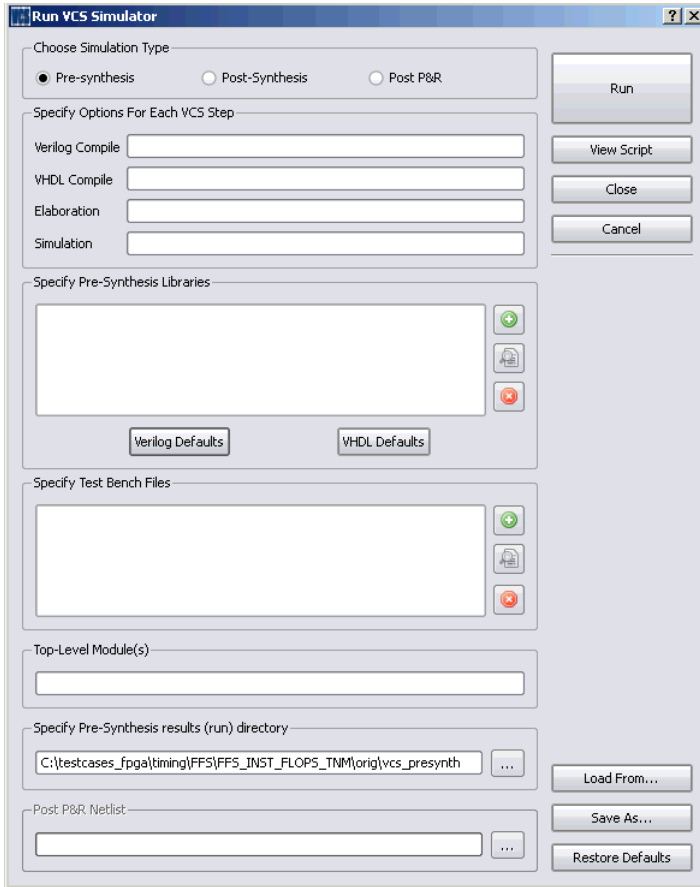 Run VCS Simulator
Choose Simulation Type
Pre-synthesis
Post-Synthesis
Post P&R
Run
Specify Options For Each VCS Step
Verilog Compile
View Script
VHDL Compile
Close
Elaboration
Cancel
Simulation
Specify Pre-Synthesis Libraries
Verilog Defaults
VHDL Defaults
Specify Test Bench Files
Top-Level Module(s)
Specify Pre-Synthesis results (run) directory
C:\testcases_fpga\timing\FFS\FFS_INST_FLOPS_TNM\orig\vcs_presynth
...
Load From...
Post P&R Netlist
Save As...
...
Restore Defaults